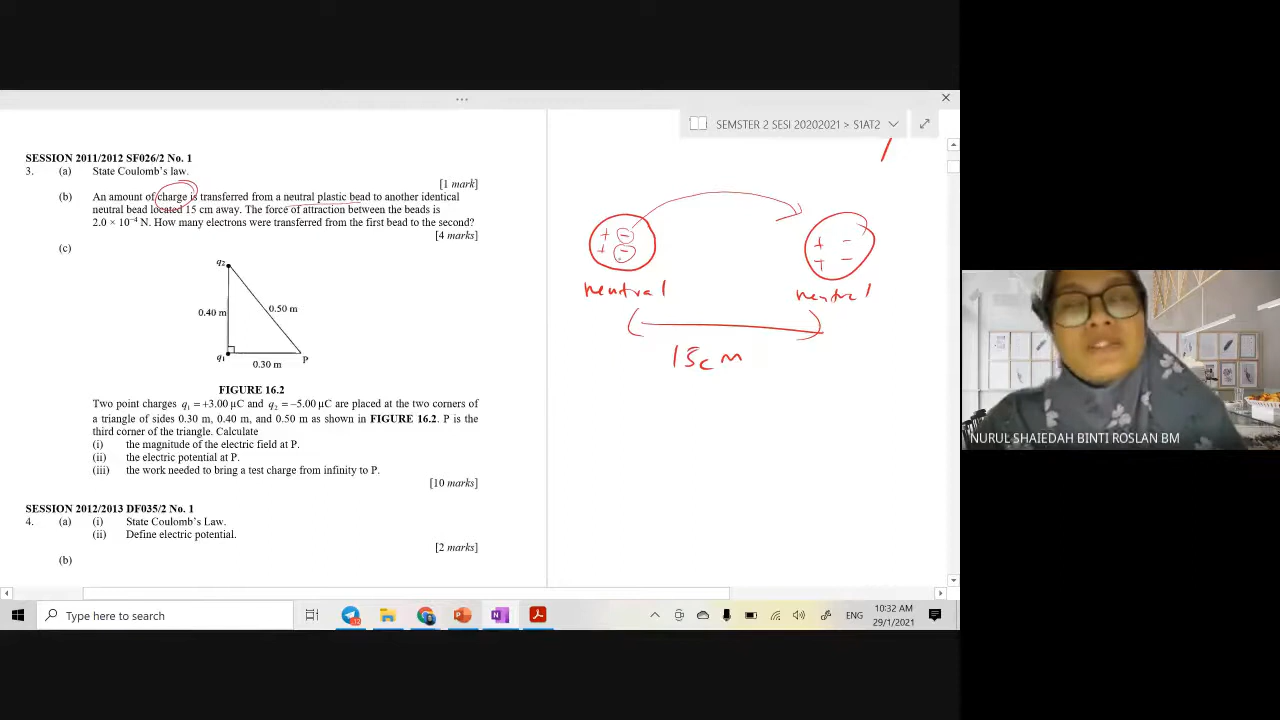 SEMSTER 2 SESI 20202021 > S1AT2
SESSION 2011/2012 SF026/2 No. 1
3. (a) State Coulomb's law.
[1 mark]
(b) An amount of charge is transferred from a neutral plastic bead to another identical
neutral bead located 15 cm away. The force of attraction between the beads is
2.0 × 10⁻⁴ N. How many electrons were transferred from the first bead to the second?
[4 marks]
(c)
q₂
0.40 m
0.50 m
q₁
P
0.30 m
FIGURE 16.2
Two point charges q₁ = +3.00 µC and q₂ = −5.00 µC are placed at the two corners of
a triangle of sides 0.30 m, 0.40 m, and 0.50 m as shown in FIGURE 16.2. P is the
third corner of the triangle. Calculate
(i) the magnitude of the electric field at P.
(ii) the electric potential at P.
(iii) the work needed to bring a test charge from infinity to P.
[10 marks]
SESSION 2012/2013 DF035/2 No. 1
4. (a) (i) State Coulomb's Law.
(ii) Define electric potential.
[2 marks]
(b)
+ −
+ −
+ −
+ −
neutral
neutral
15cm
NURUL SHAIEDAH BINTI ROSLAN BM
Type here to search
ENG
10:32 AM
29/1/2021